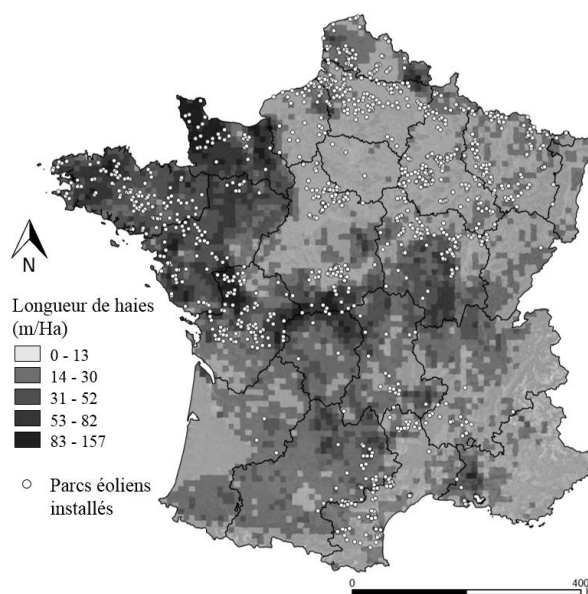 N
Longueur de haies
(m/Ha)
0 - 13
14 - 30
31 - 52
53 - 82
83 - 157
Parcs éoliens
installés
0 400